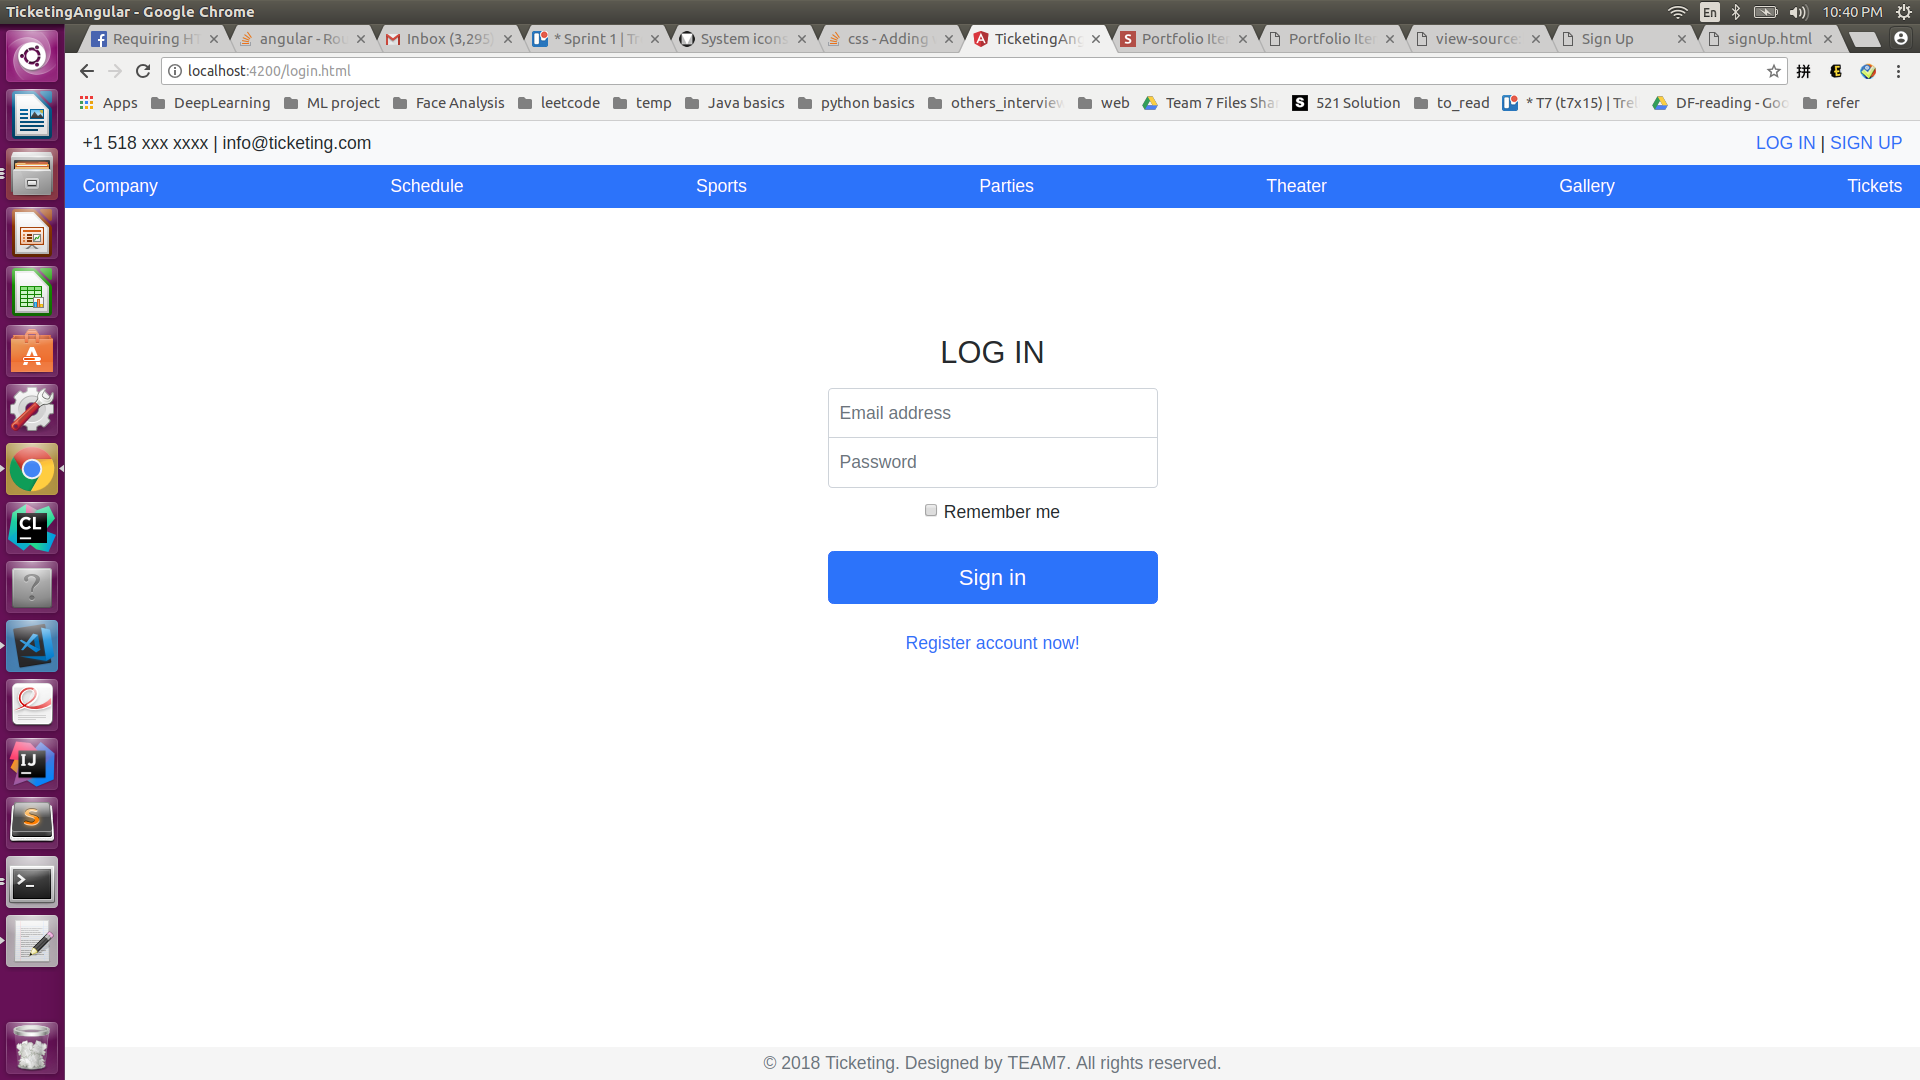 TicketingAngular - Google Chrome
En 10:40 PM
Requiring HT angular - Rou Inbox (3,295) * Sprint 1 | Tr System icons css - Adding TicketingAng Portfolio Iter Portfolio Iter view-source: Sign Up signUp.html
localhost:4200/login.html
Apps DeepLearning ML project Face Analysis leetcode temp Java basics python basics others_interview web Team 7 Files Shar 521 Solution to_read * T7 (t7x15) | Trel DF-reading - Goo refer
+1 518 xxx xxxx | info@ticketing.com
LOG IN | SIGN UP
Company Schedule Sports Parties Theater Gallery Tickets
LOG IN
Email address
Password
Remember me
Sign in
Register account now!
© 2018 Ticketing. Designed by TEAM7. All rights reserved.